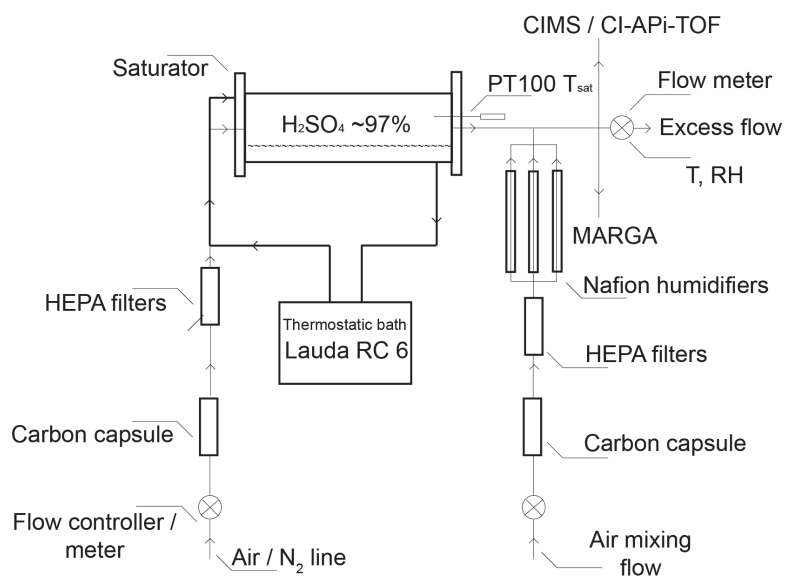 CIMS / CI-APi-TOF
Saturator
PT100 Tsat
Flow meter
H2SO4 ~97%
Excess flow
T, RH
MARGA
Nafion humidifiers
HEPA filters
Thermostatic bath
Lauda RC 6
HEPA filters
Carbon capsule
Carbon capsule
Flow controller /
meter
Air / N2 line
Air mixing
flow